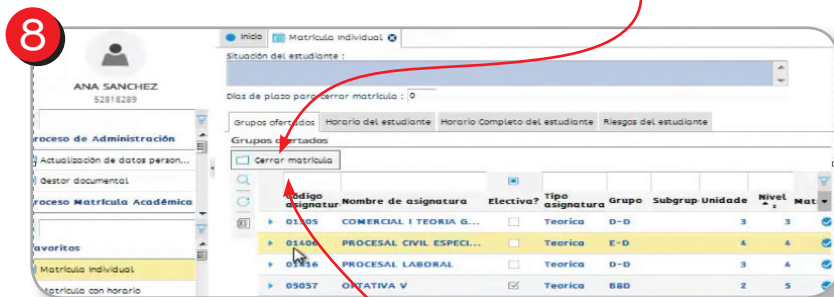 8
Inicio Matrícula Individual
Situación del estudiante :
ANA SANCHEZ
52818289
Días de plazo para cerrar matrícula : 0
Grupos ofertados Horario del estudiante Horario Completo del estudiante Riesgos del estudiante
roceso de Administración
Grupos ofertados
Actualización de datos person...
Cerrar matrícula
Gestor documental
roceso Matrícula Académica
Código asignatur Nombre de asignatura Electiva? Tipo asignatura Grupo Subgrup Unidade Nivel 2 Mat
01305 COMERCIAL I TEORIA G... Teorica D-D 3 3
avoritos
01406 PROCESAL CIVIL ESPECI... Teorica E-D 4 4
Matrícula Individual
01416 PROCESAL LABORAL Teorica D-D 3 4
Matrícula con horario
05057 OPTATIVA V Teorica BBD 2 5